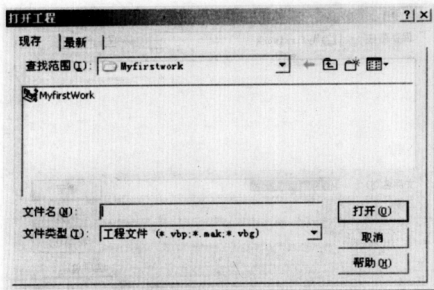 打开工程
现存 最新
查找范围(I): Myfirstwork
MyfirstWork
文件名(N): 打开(O)
文件类型(T): 工程文件 (*.vbp;*.mak;*.vbg) 取消
帮助(H)